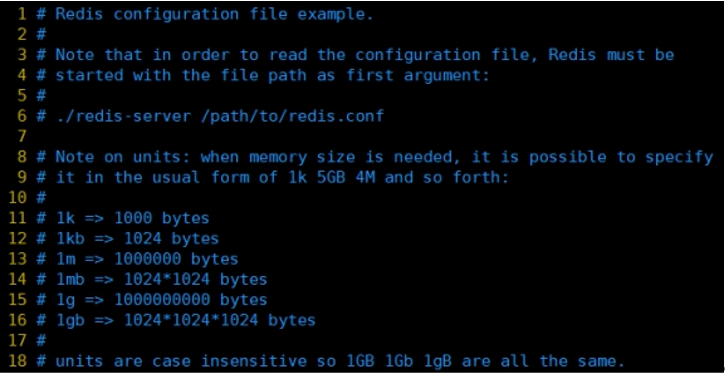 1 # Redis configuration file example.
2 #
3 # Note that in order to read the configuration file, Redis must be
4 # started with the file path as first argument:
5 #
6 # ./redis-server /path/to/redis.conf
7
8 # Note on units: when memory size is needed, it is possible to specify
9 # it in the usual form of 1k 5GB 4M and so forth:
10 #
11 # 1k => 1000 bytes
12 # 1kb => 1024 bytes
13 # 1m => 1000000 bytes
14 # 1mb => 1024*1024 bytes
15 # 1g => 1000000000 bytes
16 # 1gb => 1024*1024*1024 bytes
17 #
18 # units are case insensitive so 1GB 1Gb 1gB are all the same.